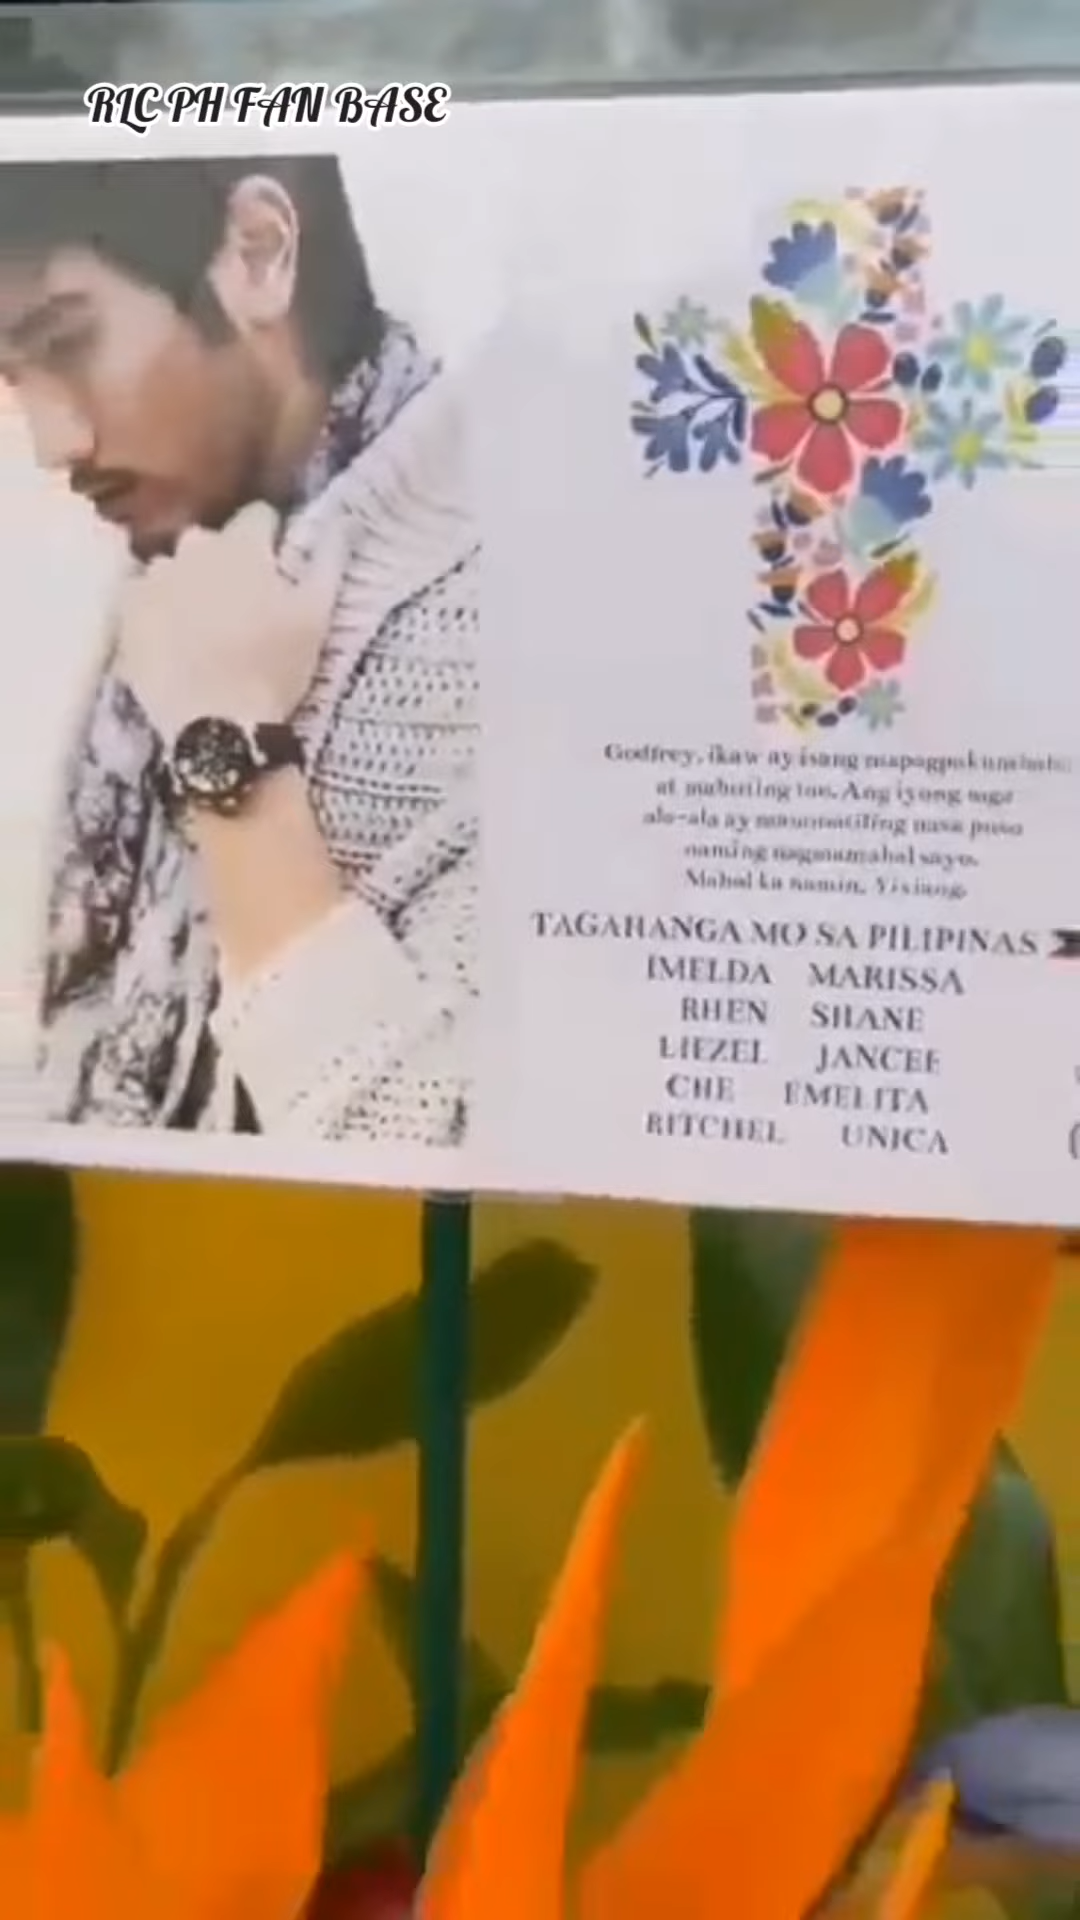 RLC PH FAN BASE
Godfrey, ikaw ay isang mapagpakumbaba
at mabuting tao. Ang iyong mga
ala-ala ay mananatiling nasa puso
naming nagmamahal sayo.
Mahal ka namin, Yixiang.
TAGAHANGA MO SA PILIPINAS
IMELDA MARISSA
RHEN SHANE
LIEZEL JANCEE
CHE EMELITA
RITCHEL UNICA